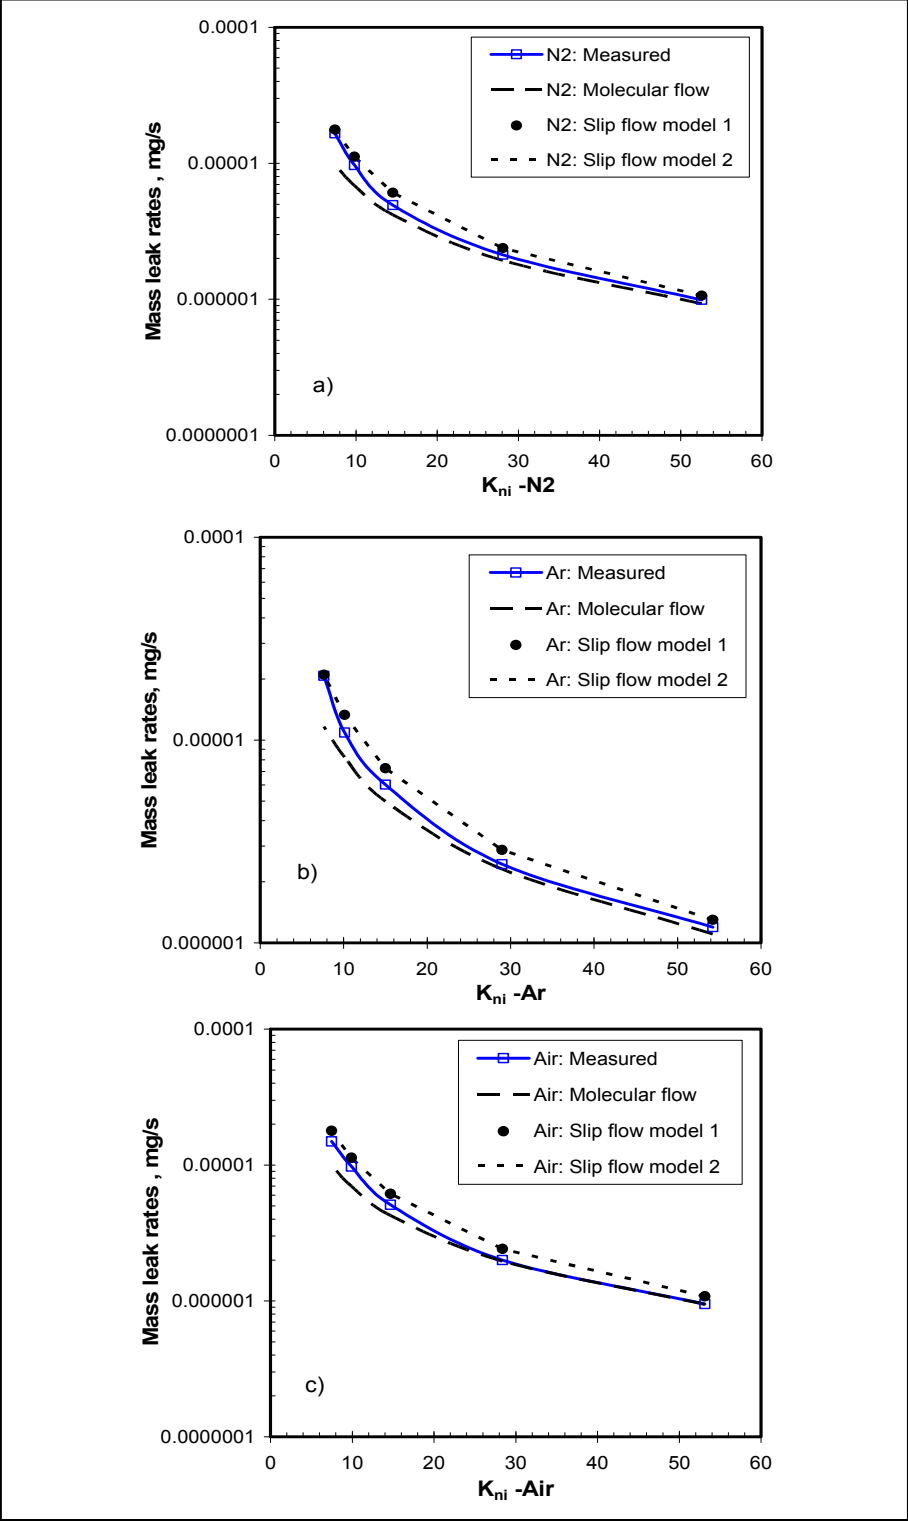 0.0001
N2: Measured
N2: Molecular flow
N2: Slip flow model 1
N2: Slip flow model 2
0.00001
0.000001
0.0000001
Mass leak rates , mg/s
a)
0 10 20 30 40 50 60
Kni -N2
0.0001
Ar: Measured
Ar: Molecular flow
Ar: Slip flow model 1
Ar: Slip flow model 2
0.00001
0.000001
Mass leak rates, mg/s
b)
0 10 20 30 40 50 60
Kni -Ar
0.0001
Air: Measured
Air: Molecular flow
Air: Slip flow model 1
Air: Slip flow model 2
0.00001
0.000001
0.0000001
Mass leak rates , mg/s
c)
0 10 20 30 40 50 60
Kni -Air